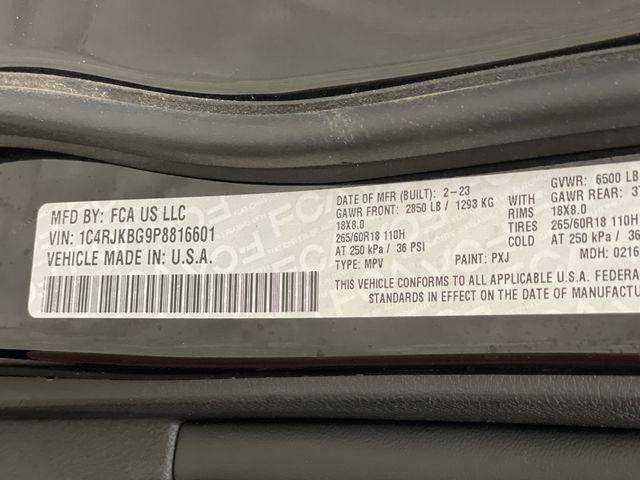 MFD BY: FCA US LLC
VIN: 1C4RJKBG9P8816601
VEHICLE MADE IN: U.S.A.
DATE OF MFR (BUILT): 2-23
GAWR FRONT: 2850 LB / 1293 KG
18X8.0
265/60R18 110H
AT 250 kPa / 36 PSI
TYPE: MPV PAINT: PXJ
WITH
RIMS
TIRES
GVWR: 6500 LB
GAWR REAR:
18X8.0
265/60R18 110H
AT 250 kPa / 36
MDH: 0216
THIS VEHICLE CONFORMS TO ALL APPLICABLE U.S.A. FEDERA
STANDARDS IN EFFECT ON THE DATE OF MANUFACTU